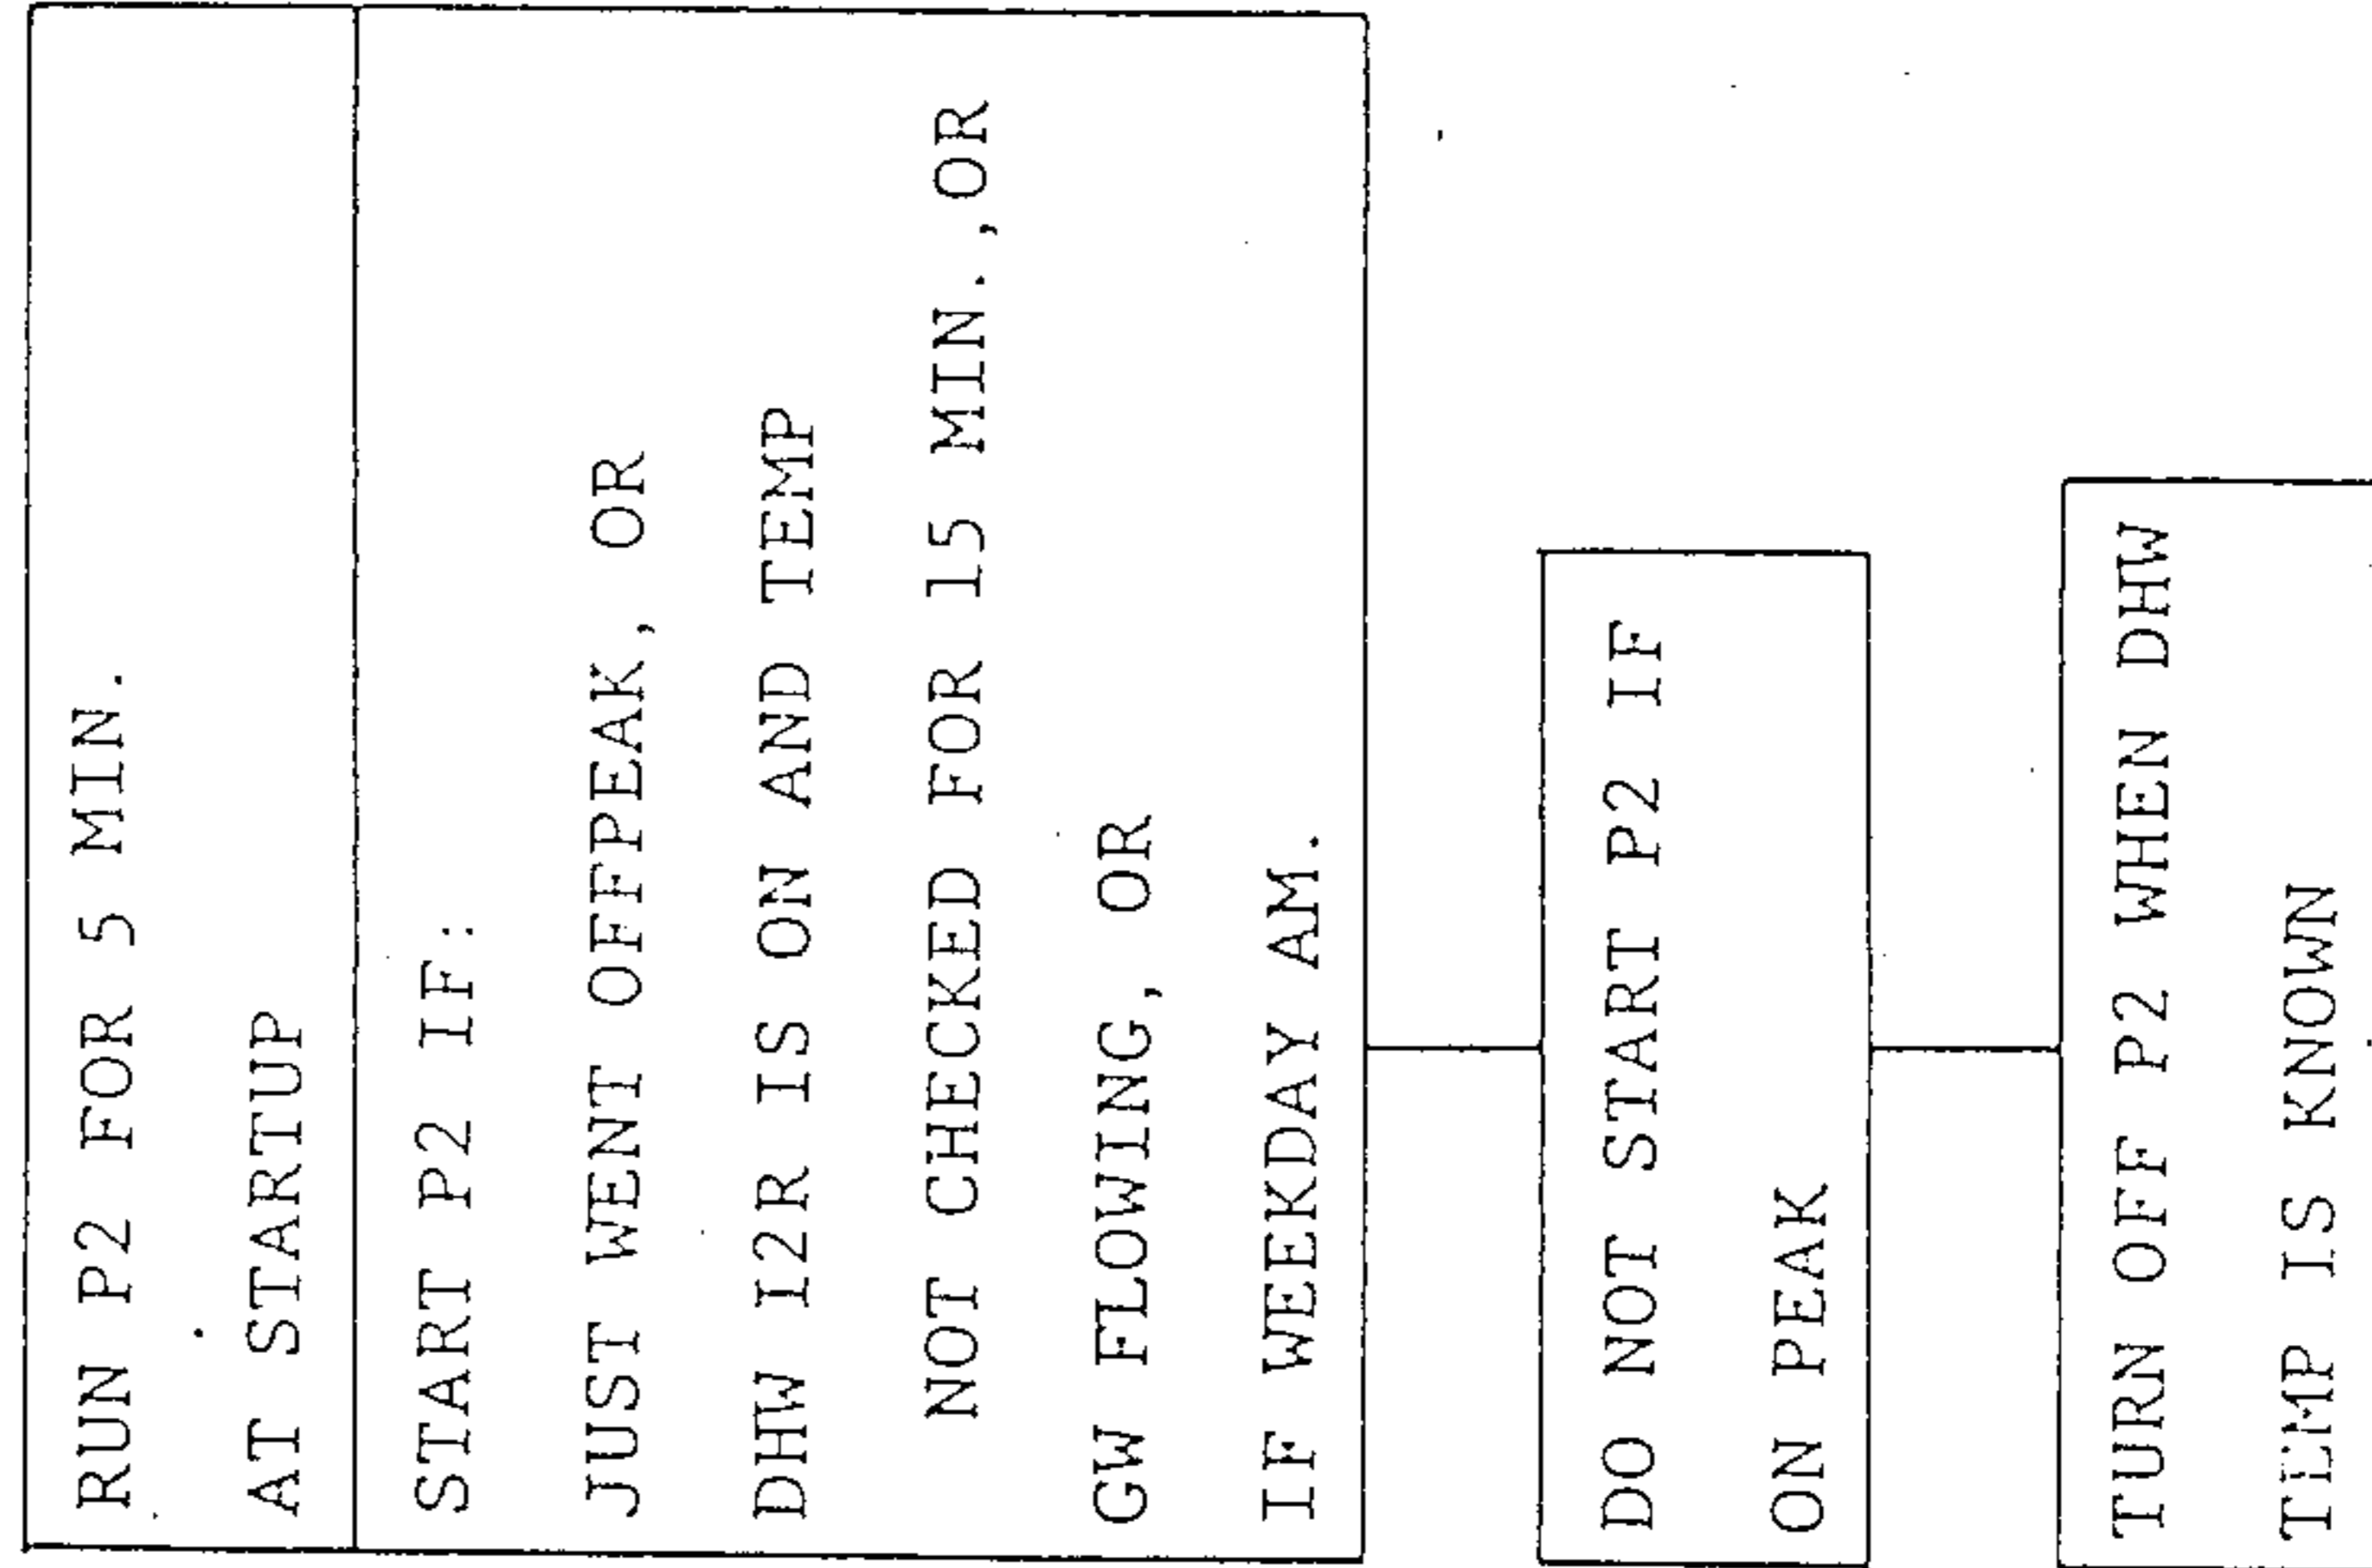 RUN P2 FOR 5 MIN.
AT STARTUP
START P2 IF:
JUST WENT OFFPEAK, OR
DHW I2R IS ON AND TEMP
NOT CHECKED FOR 15 MIN.,OR
GW FLOWING, OR
IF WEEKDAY AM.
DO NOT START P2 IF
ON PEAK
TURN OFF P2 WHEN DHW
TEMP IS KNOWN